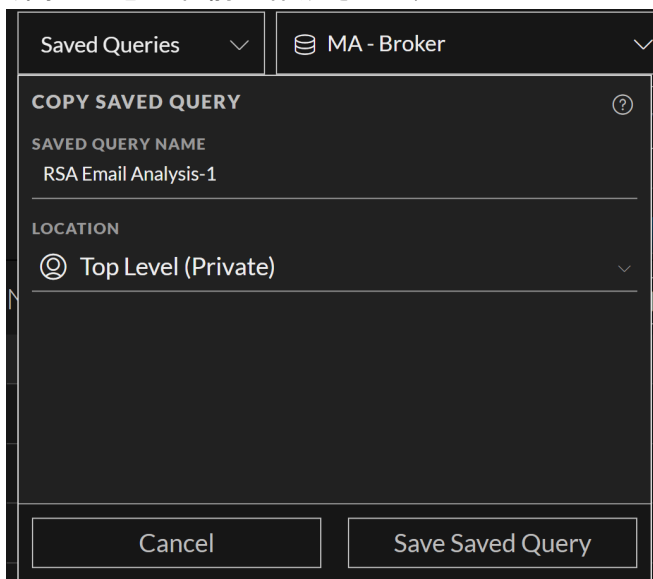 Saved Queries
MA - Broker
COPY SAVED QUERY
SAVED QUERY NAME
RSA Email Analysis-1
LOCATION
Top Level (Private)
Cancel
Save Saved Query